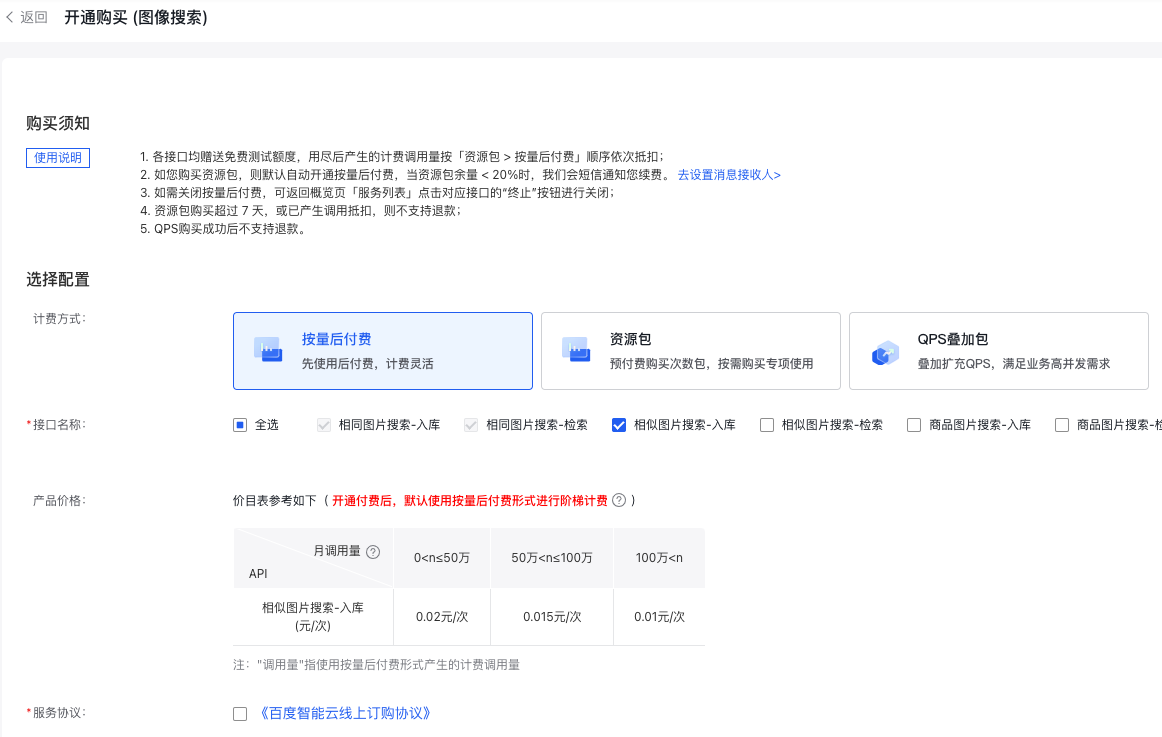 返回 开通购买 (图像搜索)
购买须知
使用说明
1. 各接口均赠送免费测试额度，用尽后产生的计费调用量按「资源包 > 按量后付费」顺序依次抵扣；
2. 如您购买资源包，则默认自动开通按量后付费，当资源包余量 < 20%时，我们会短信通知您续费。 去设置消息接收人>
3. 如需关闭按量后付费，可返回概览页「服务列表」点击对应接口的“终止”按钮进行关闭；
4. 资源包购买超过 7 天，或已产生调用抵扣，则不支持退款；
5. QPS购买成功后不支持退款。
选择配置
计费方式：
按量后付费
先使用后付费，计费灵活
资源包
预付费购买次数包，按需购买专项使用
QPS叠加包
叠加扩充QPS，满足业务高并发需求
*接口名称： 全选 相同图片搜索-入库 相同图片搜索-检索 相似图片搜索-入库 相似图片搜索-检索 商品图片搜索-入库 商品图片搜索-检
产品价格： 价目表参考如下（ 开通付费后，默认使用按量后付费形式进行阶梯计费 ? ）
月调用量 ? 0<n≤50万 50万<n≤100万 100万<n
API
相似图片搜索-入库
(元/次) 0.02元/次 0.015元/次 0.01元/次
注："调用量"指使用按量后付费形式产生的计费调用量
*服务协议： 《百度智能云线上订购协议》